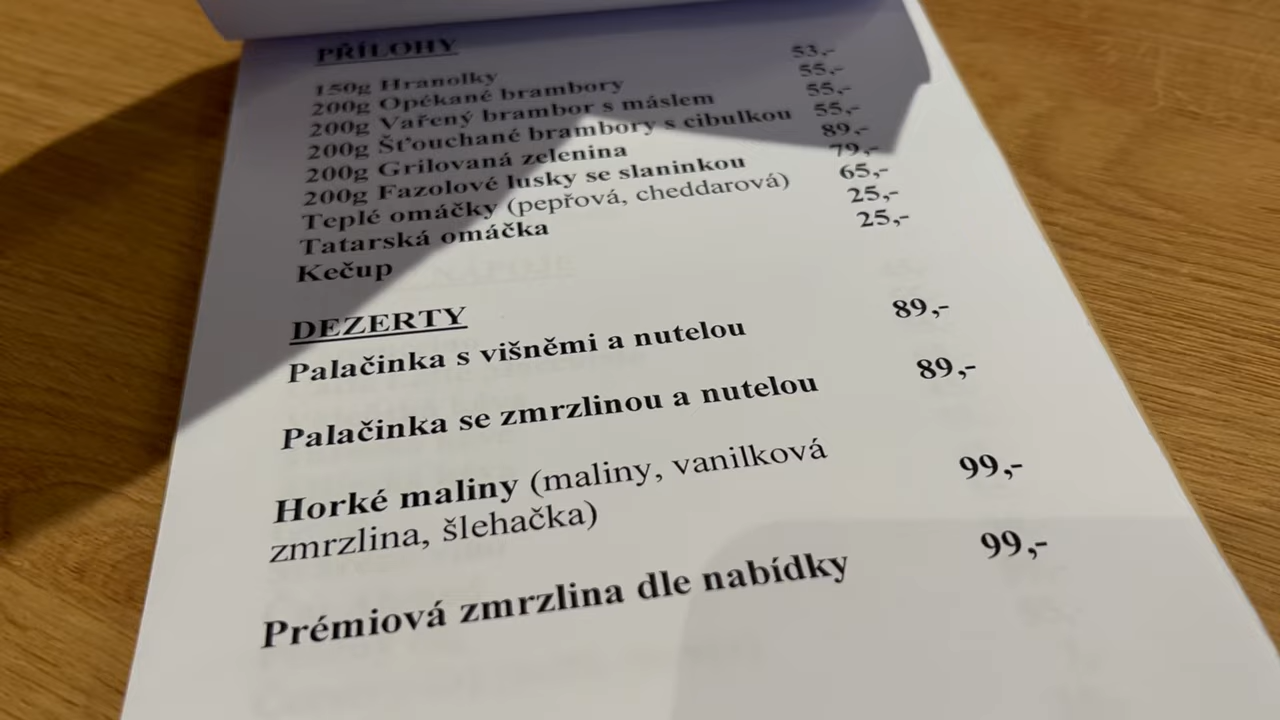 PŘÍLOHY
150g Hranolky 53,-
200g Opékané brambory 55,-
200g Vařený brambor s máslem 55,-
200g Šťouchané brambory s cibulkou 55,-
200g Grilovaná zelenina 89,-
200g Fazolové lusky se slaninkou 79,-
Teplé omáčky (pepřová, cheddarová) 65,-
Tatarská omáčka 25,-
Kečup 25,-
DEZERTY
Palačinka s višněmi a nutelou 89,-
Palačinka se zmrzlinou a nutelou 89,-
Horké maliny (maliny, vanilková 99,-
zmrzlina, šlehačka)
Prémiová zmrzlina dle nabídky 99,-